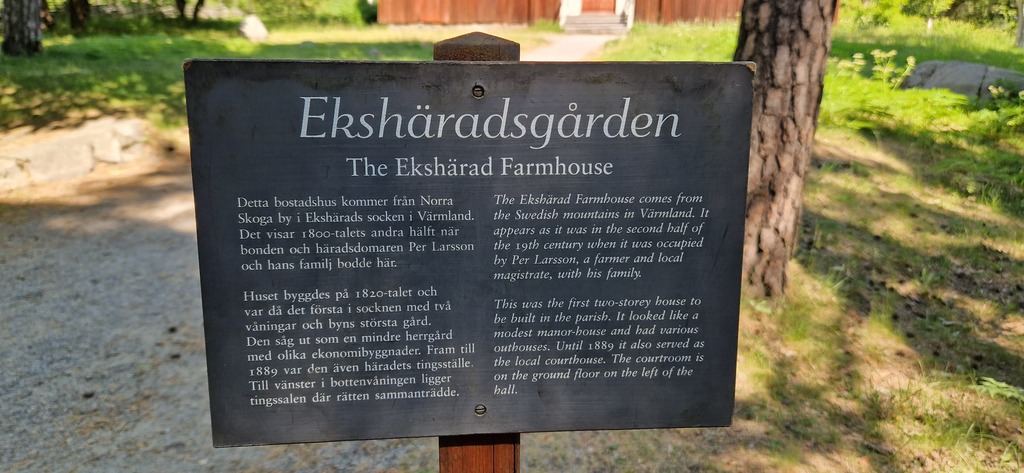 Ekshäradsgården
The Ekshärad Farmhouse
Detta bostadshus kommer från Norra
Skoga by i Ekshärads socken i Värmland.
Det visar 1800-talets andra hälft när
bonden och häradsdomaren Per Larsson
och hans familj bodde här.
Huset byggdes på 1820-talet och
var då det första i socknen med två
våningar och byns största gård.
Den såg ut som en mindre herrgård
med olika ekonomibyggnader. Fram till
1889 var den även häradets tingsställe.
Till vänster i bottenvåningen ligger
tingssalen där rätten sammanträdde.
The Ekshärad Farmhouse comes from
the Swedish mountains in Värmland. It
appears as it was in the second half of
the 19th century when it was occupied
by Per Larsson, a farmer and local
magistrate, with his family.
This was the first two-storey house to
be built in the parish. It looked like a
modest manor-house and had various
outhouses. Until 1889 it also served as
the local courthouse. The courtroom is
on the ground floor on the left of the
hall.